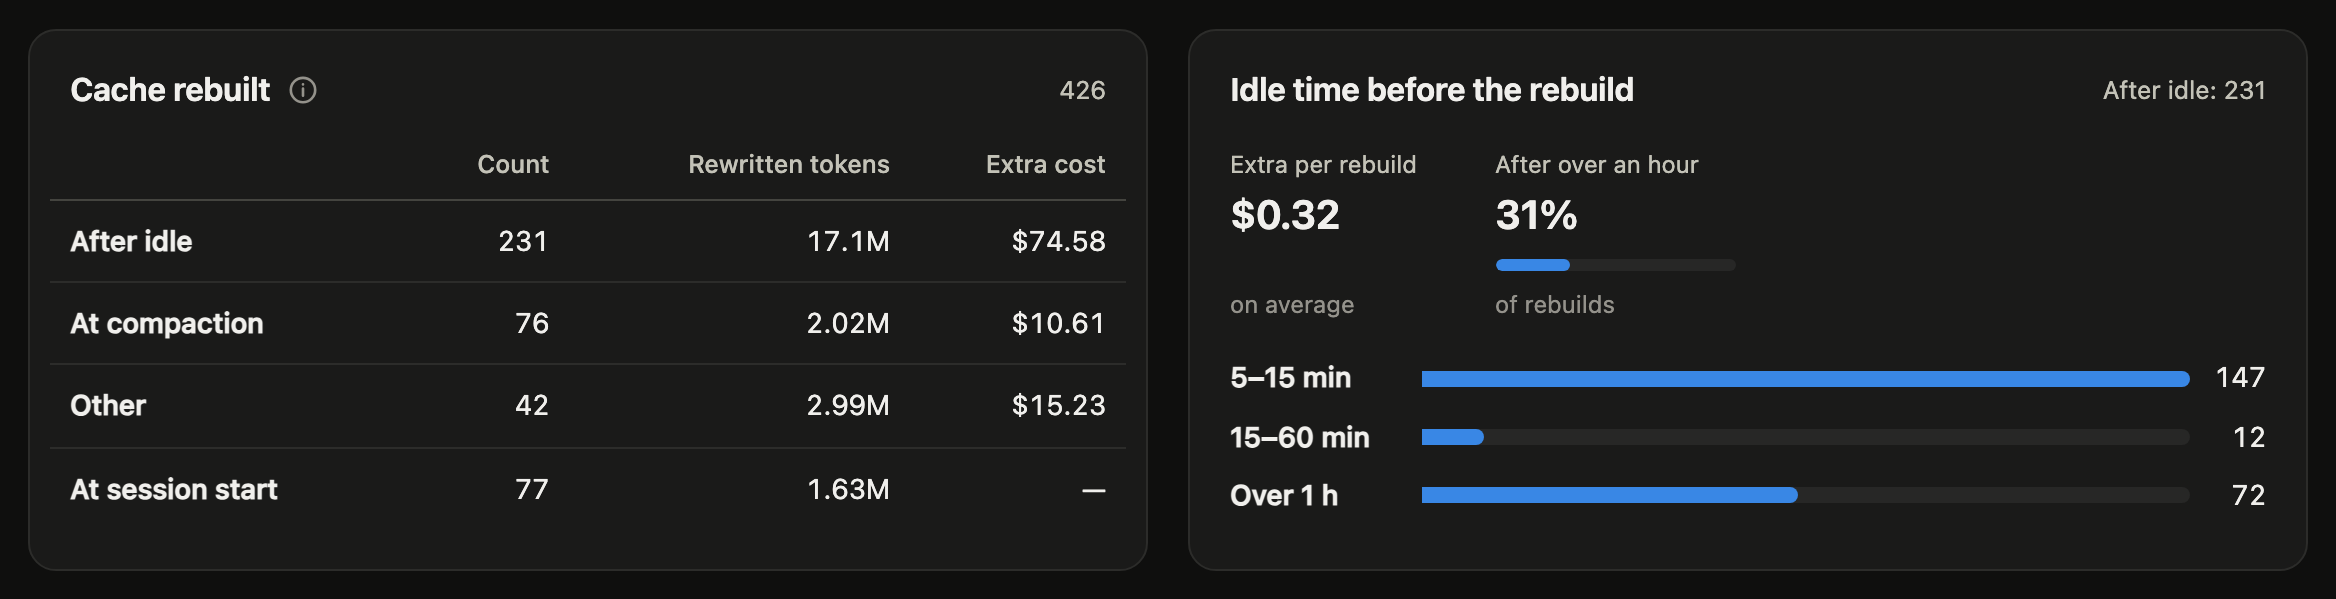 Cache rebuilt 426
Count Rewritten tokens Extra cost
After idle 231 17.1M $74.58
At compaction 76 2.02M $10.61
Other 42 2.99M $15.23
At session start 77 1.63M —
Idle time before the rebuild After idle: 231
Extra per rebuild After over an hour
$0.32 31%
on average of rebuilds
5–15 min 147
15–60 min 12
Over 1 h 72